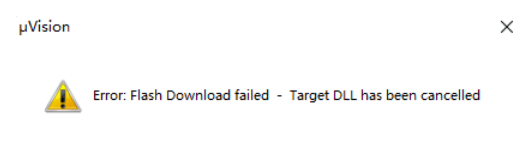 µVision
Error: Flash Download failed  -  Target DLL has been cancelled